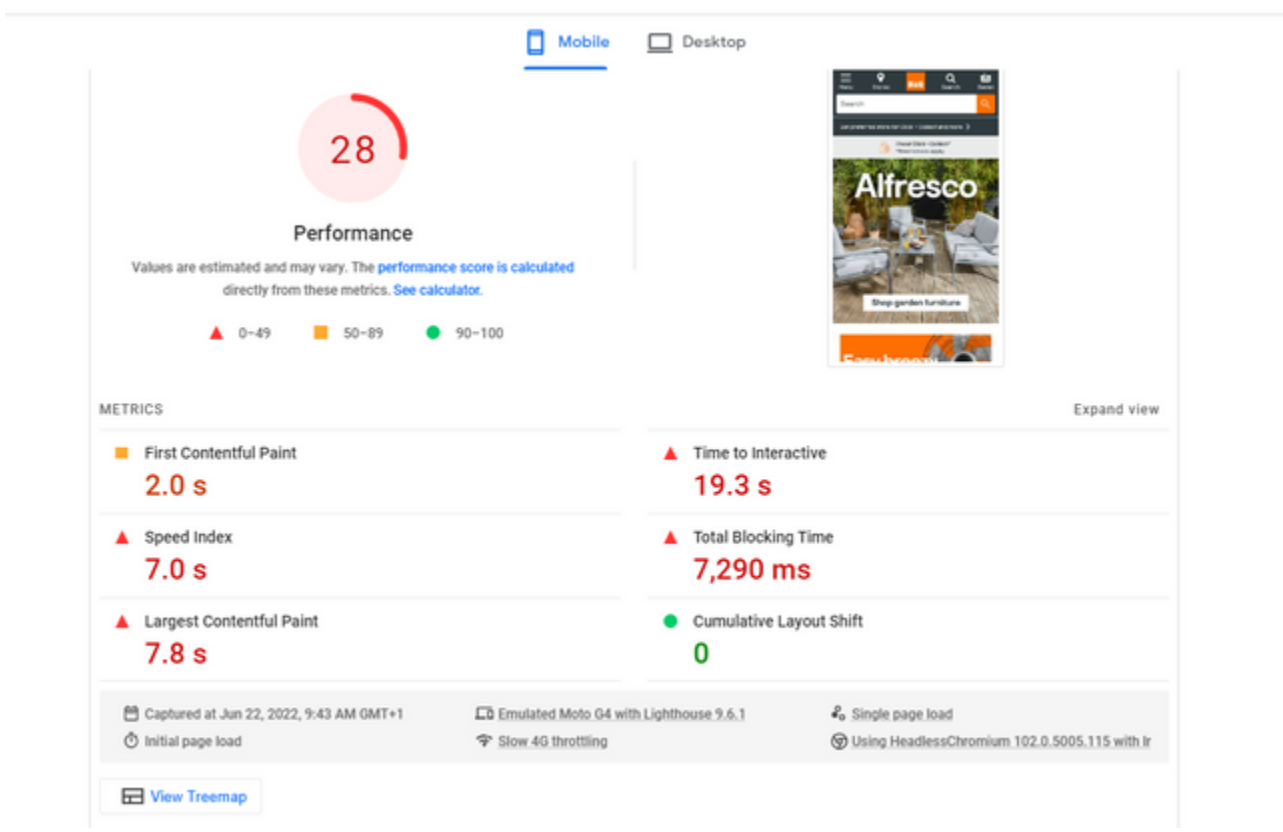 Mobile
Desktop
28
Performance
Values are estimated and may vary. The performance score is calculated
directly from these metrics. See calculator.
0–49
50–89
90–100
Search
Search
Alfresco
Shop garden furniture
Easy breezy
METRICS
Expand view
First Contentful Paint
2.0 s
Time to Interactive
19.3 s
Speed Index
7.0 s
Total Blocking Time
7,290 ms
Largest Contentful Paint
7.8 s
Cumulative Layout Shift
0
Captured at Jun 22, 2022, 9:43 AM GMT+1
Emulated Moto G4 with Lighthouse 9.6.1
Single page load
Initial page load
Slow 4G throttling
Using HeadlessChromium 102.0.5005.115 with lr
View Treemap